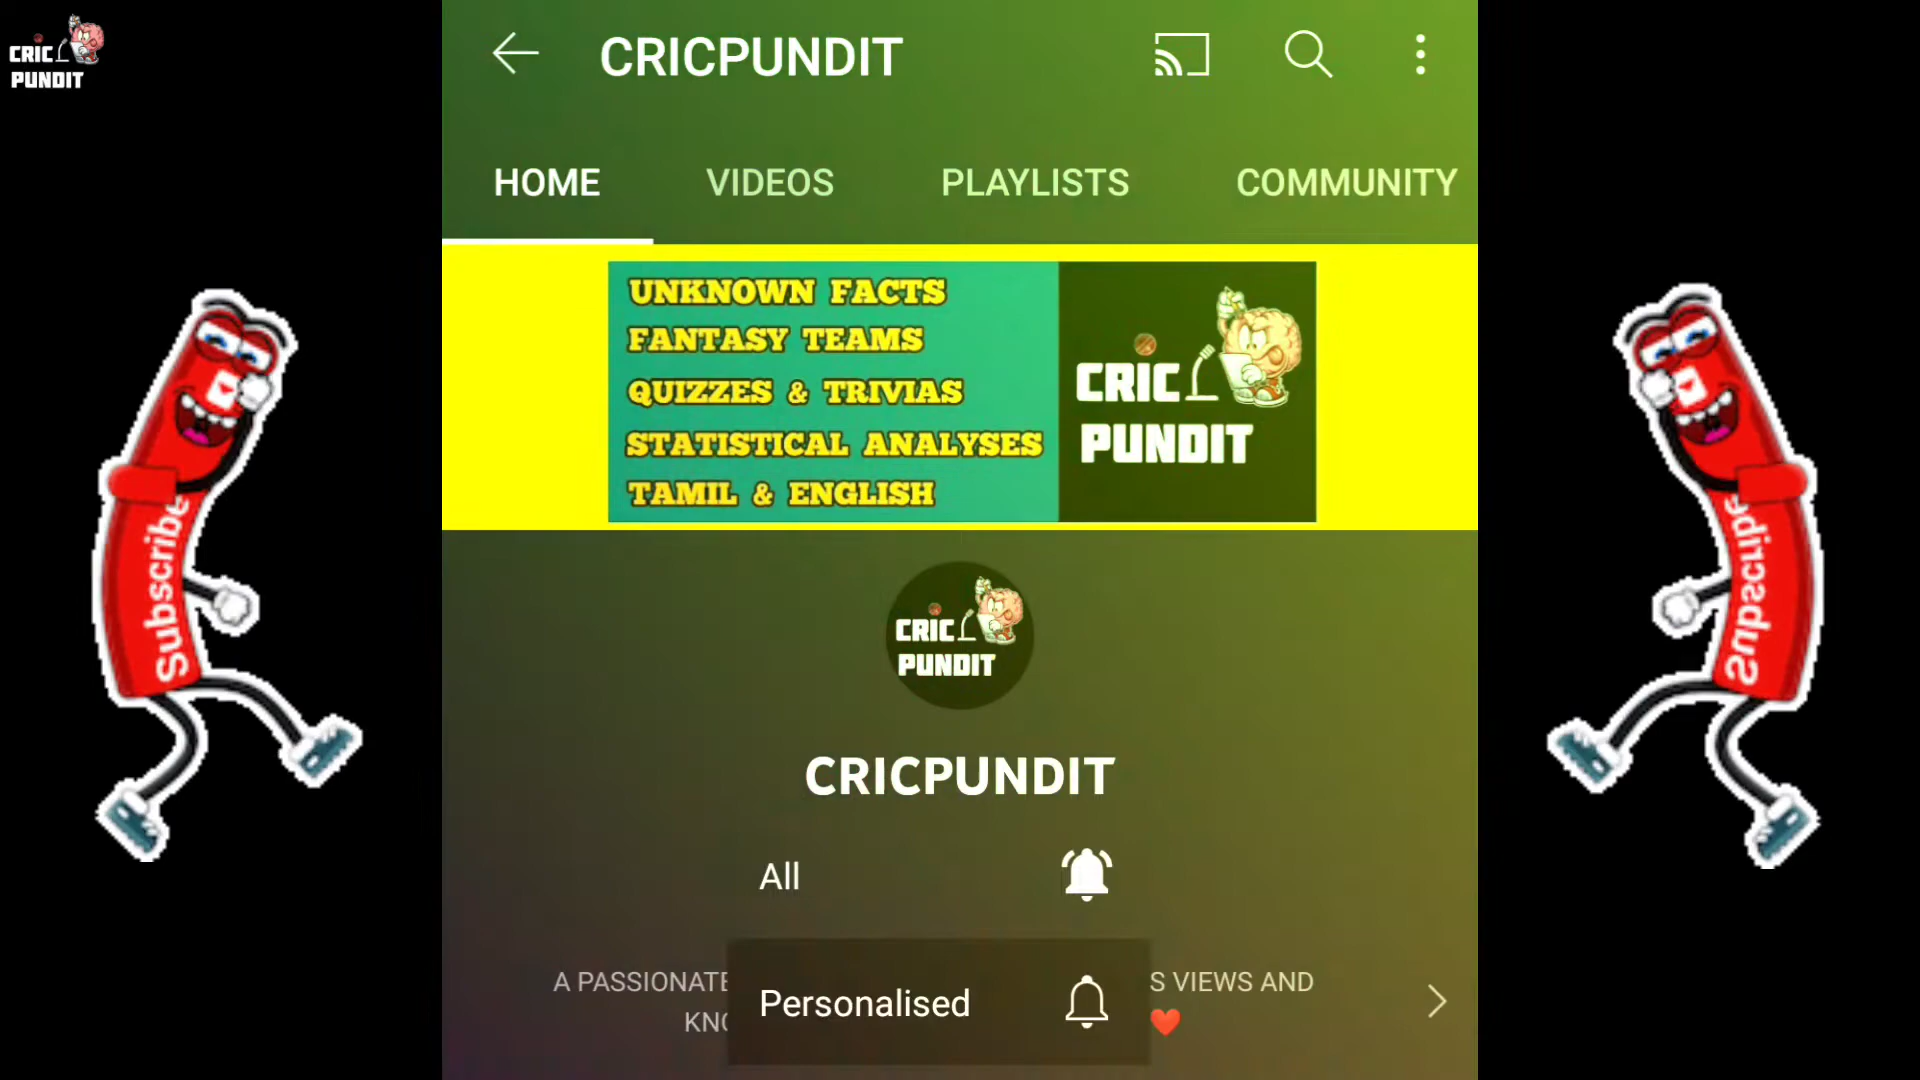 CRIC
PUNDIT
CRICPUNDIT
HOME VIDEOS PLAYLISTS COMMUNITY
UNKNOWN FACTS
FANTASY TEAMS
QUIZZES & TRIVIAS
STATISTICAL ANALYSES
TAMIL & ENGLISH
CRIC
PUNDIT
Subscribe
Subscribe
CRIC
PUNDIT
CRICPUNDIT
All
A PASSIONATE
S VIEWS AND
Personalised